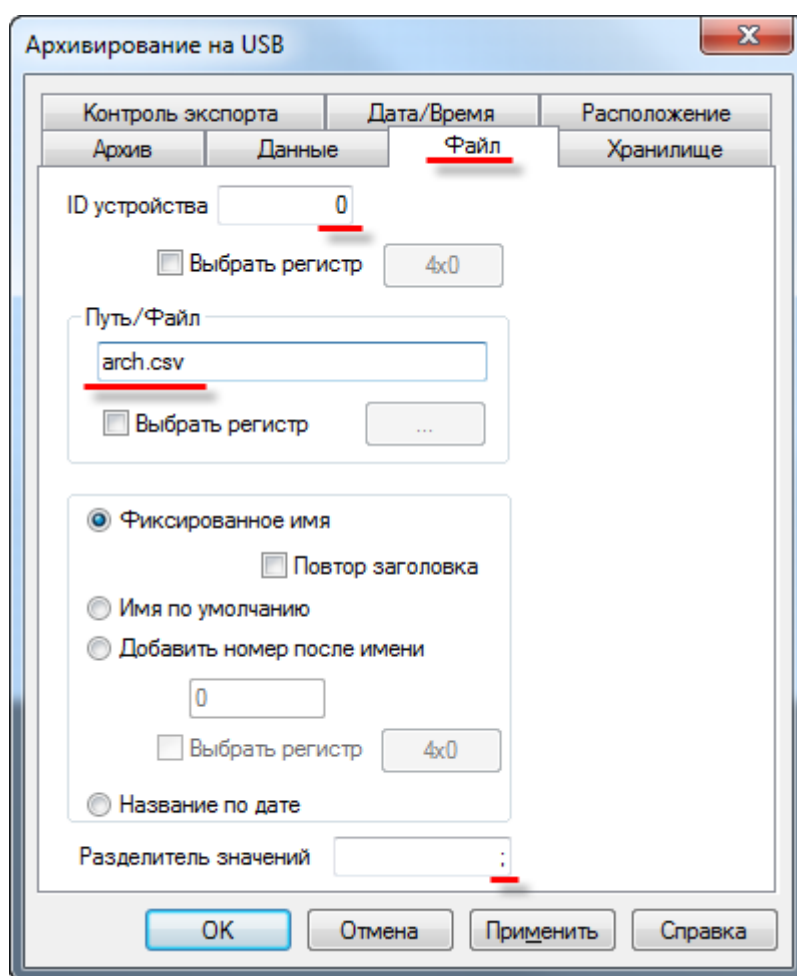 Архивирование на USB
Контроль экспорта Дата/Время Расположение
Архив Данные Файл Хранилище
ID устройства 0
Выбрать регистр 4x0
Путь/Файл
arch.csv
Выбрать регистр ...
Фиксированное имя
Повтор заголовка
Имя по умолчанию
Добавить номер после имени
0
Выбрать регистр 4x0
Название по дате
Разделитель значений ;
OK Отмена Применить Справка